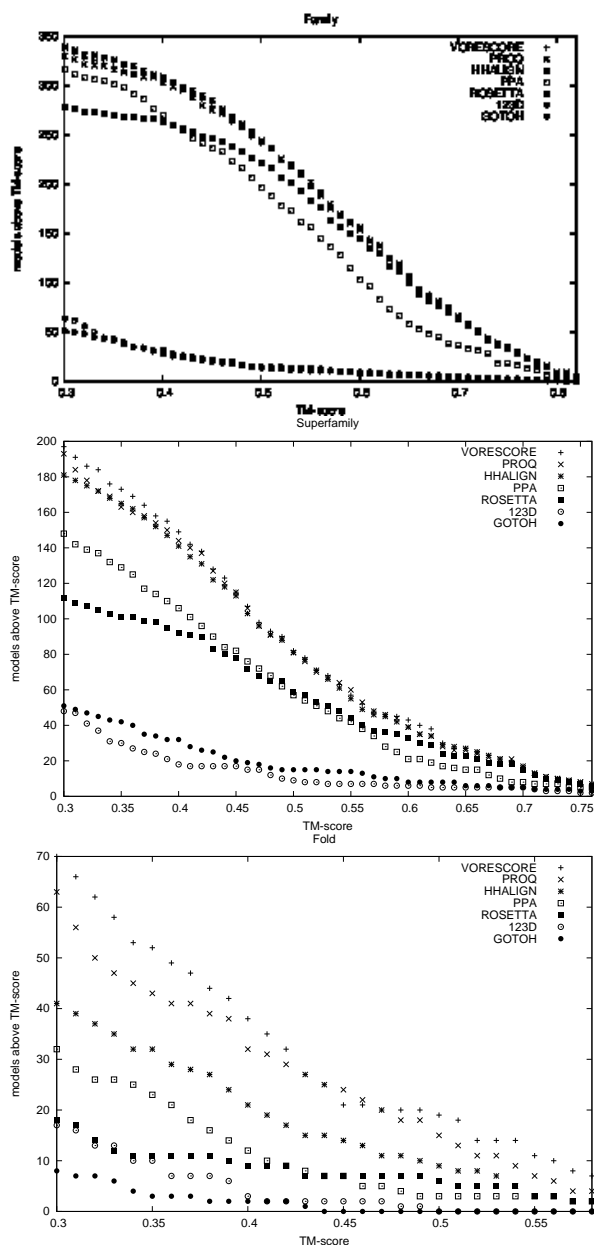 Family
350
300
250
200
150
100
50
0
models above TM-score
VORESCORE
PROQ
HHALIGN
PPA
ROSETTA
123D
GOTOH
0.3 0.4 0.5 0.6 0.7 0.8
TM-score
Superfamily
200
180
160
140
120
100
80
60
40
20
0
models above TM-score
VORESCORE
PROQ
HHALIGN
PPA
ROSETTA
123D
GOTOH
0.3 0.35 0.4 0.45 0.5 0.55 0.6 0.65 0.7 0.75
TM-score
Fold
70
60
50
40
30
20
10
0
models above TM-score
VORESCORE
PROQ
HHALIGN
PPA
ROSETTA
123D
GOTOH
0.3 0.35 0.4 0.45 0.5 0.55
TM-score